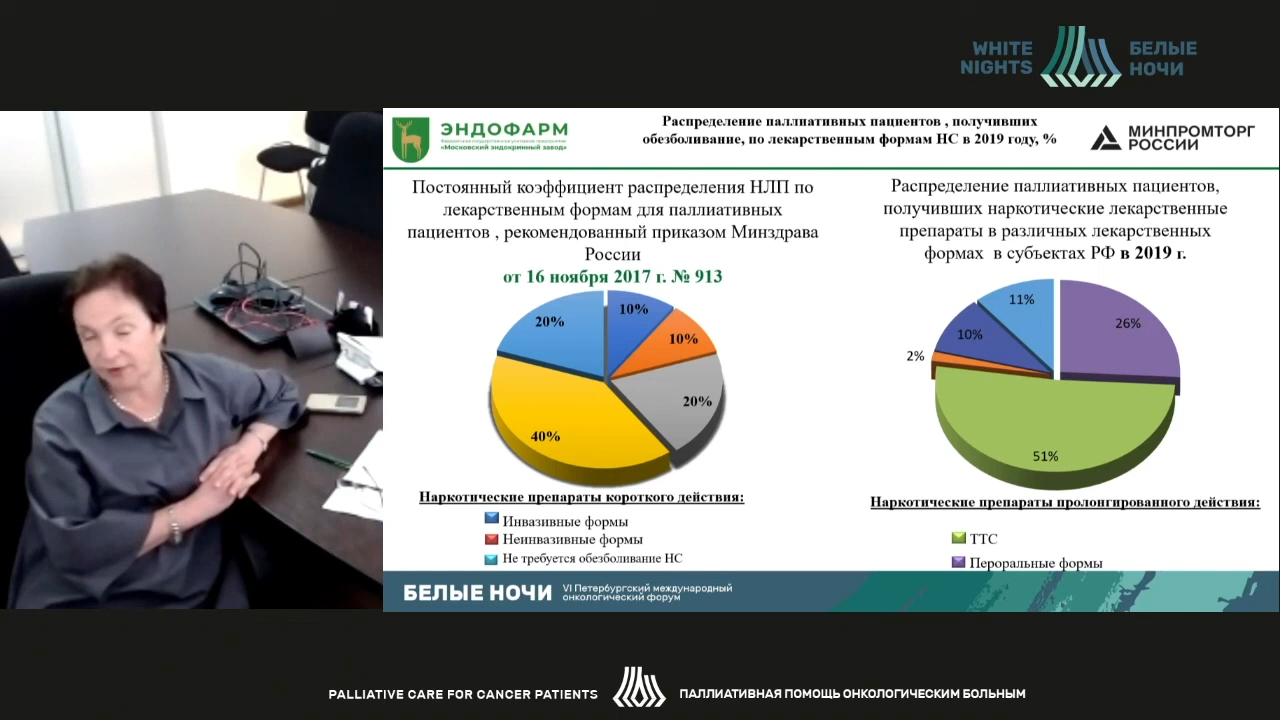 WHITE
NIGHTS
БЕЛЫЕ
НОЧИ
ЭНДОФАРМ
«Московский эндокринный завод»
Распределение паллиативных пациентов , получивших
обезболивание, по лекарственным формам НС в 2019 году, %
МИНПРОМТОРГ
РОССИИ
Постоянный коэффициент распределения НЛП по
лекарственным формам для паллиативных
пациентов , рекомендованный приказом Минздрава
России
от 16 ноября 2017 г. № 913
20%
10%
10%
20%
40%
Наркотические препараты короткого действия:
Инвазивные формы
Неинвазивные формы
Не требуется обезболивание НС
Распределение паллиативных пациентов,
получивших наркотические лекарственные
препараты в различных лекарственных
формах в субъектах РФ в 2019 г.
11%
26%
10%
2%
51%
Наркотические препараты пролонгированного действия:
ТТС
Пероральные формы
БЕЛЫЕ НОЧИ
VI Петербургский международный
онкологический форум
PALLIATIVE CARE FOR CANCER PATIENTS
ПАЛЛИАТИВНАЯ ПОМОЩЬ ОНКОЛОГИЧЕСКИМ БОЛЬНЫМ